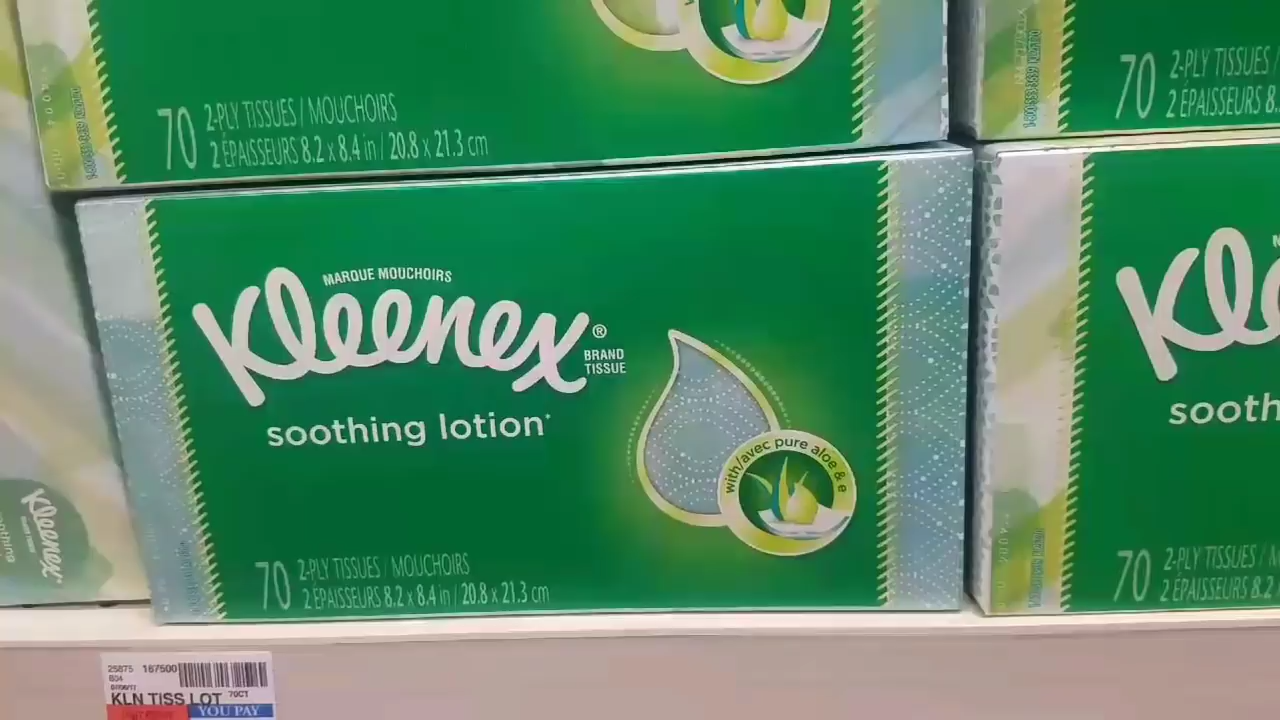 70 2-PLY TISSUES / MOUCHOIRS
2 ÉPAISSEURS 8.2 x 8.4 in / 20.8 x 21.3 cm
70 2-PLY TISSUES /
2 ÉPAISSEURS 8.
MARQUE MOUCHOIRS
Kleenex®
BRAND
TISSUE
soothing lotion*
with/avec pure aloe & e
70 2-PLY TISSUES / MOUCHOIRS
2 ÉPAISSEURS 8.2 x 8.4 in / 20.8 x 21.3 cm
Klee
sooth
70 2-PLY TISSUES / M
2 ÉPAISSEURS 8.2
Kleenex
soothing
25875 167500
KLN TISS LOT 70CT
YOU PAY